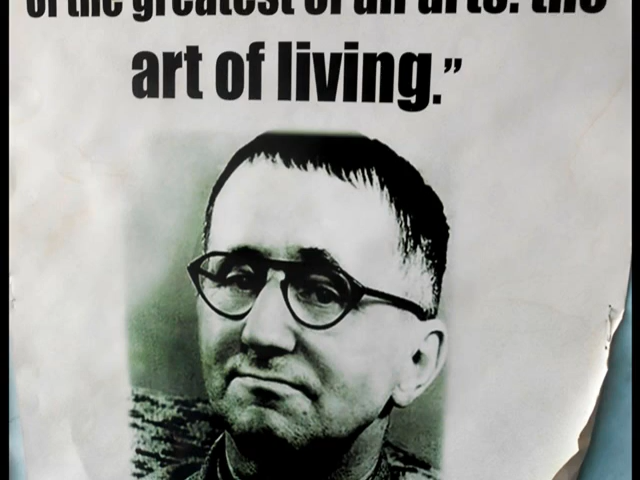 of the greatest of all arts: the
art of living.”